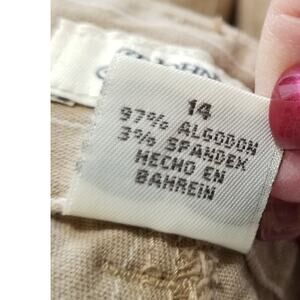 14
97% ALGODON
3% SPANDEX
HECHO EN
BAHREIN